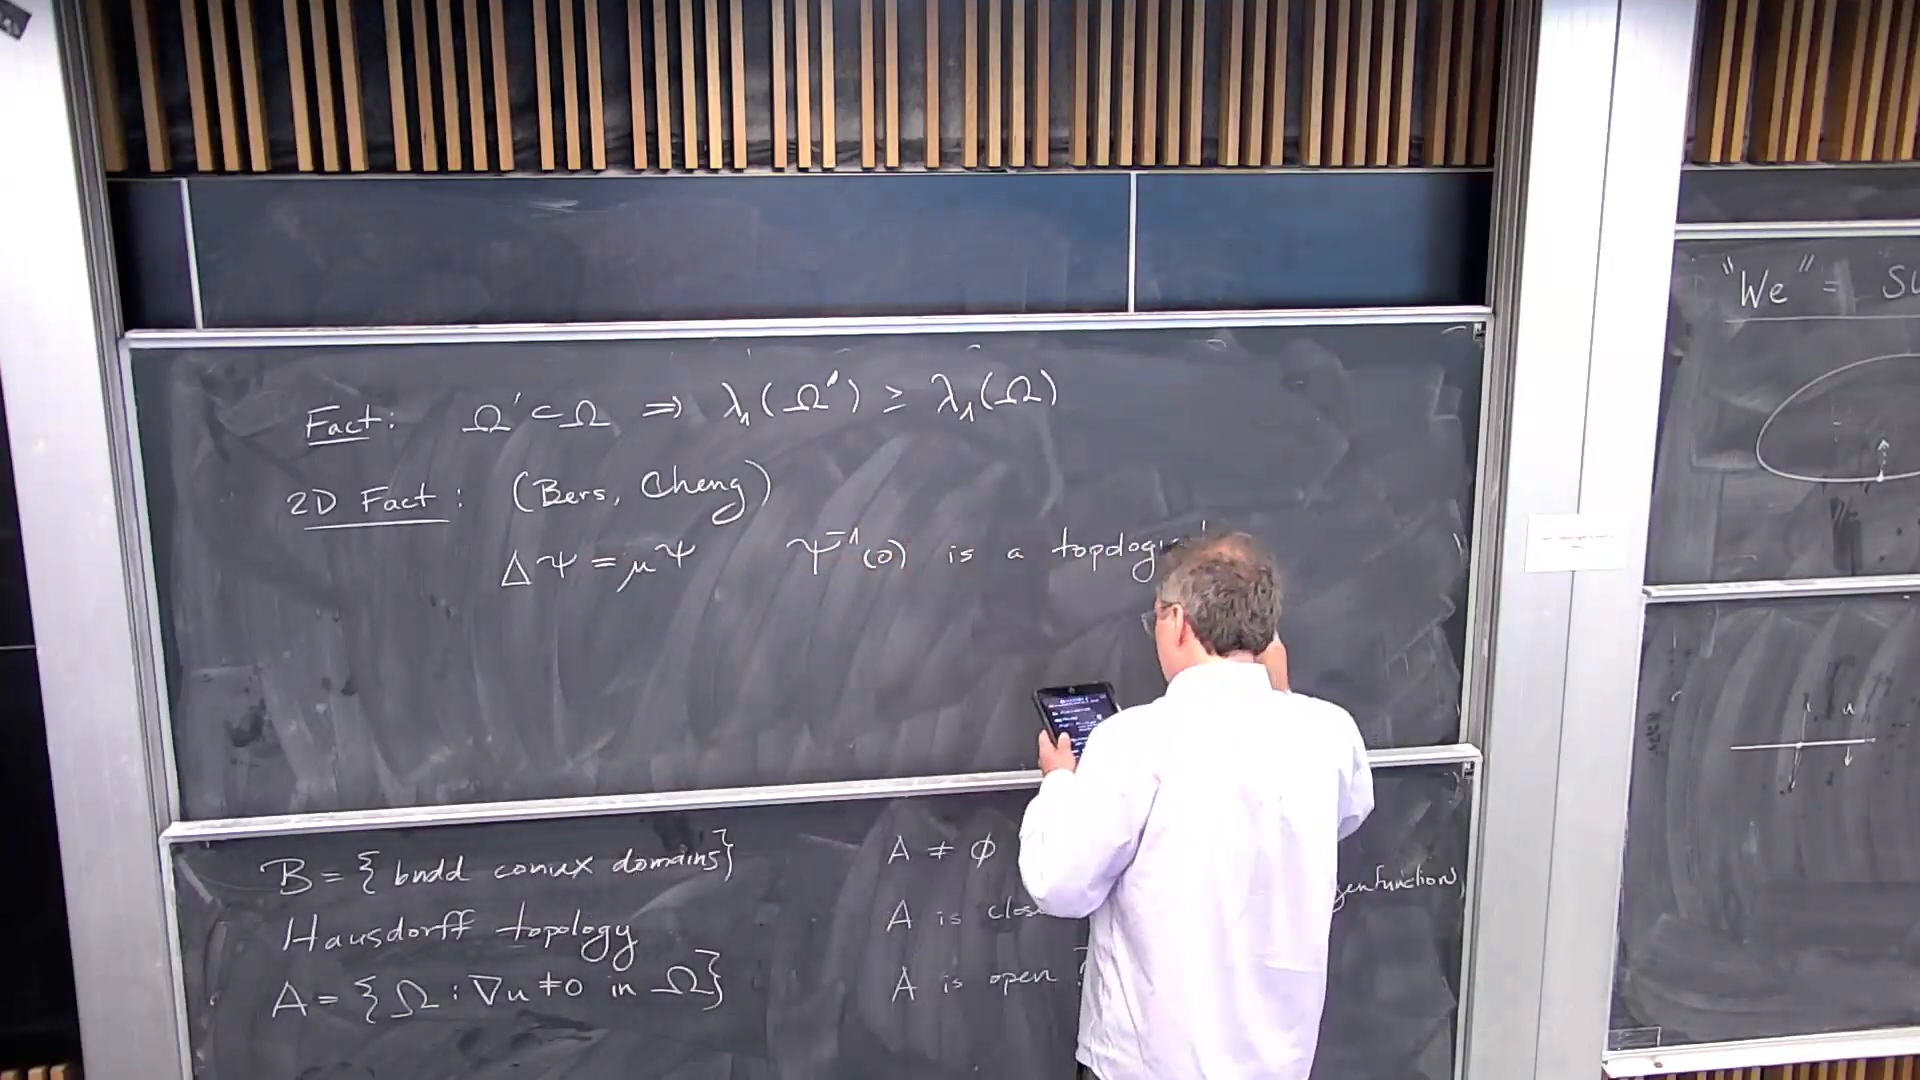 Fact: Ω' ⊂ Ω ⇒ λ₁(Ω') ≥ λ₁(Ω)
2D Fact: (Bers, Cheng)
Δψ = μψ ψ⁻¹(0) is a
B = { bndd convex domains}
Hausdorff topology
A = { Ω : ∇u ≠ 0 in Ω}
A ≠ ∅
A is
A is open ?
"We" =
u